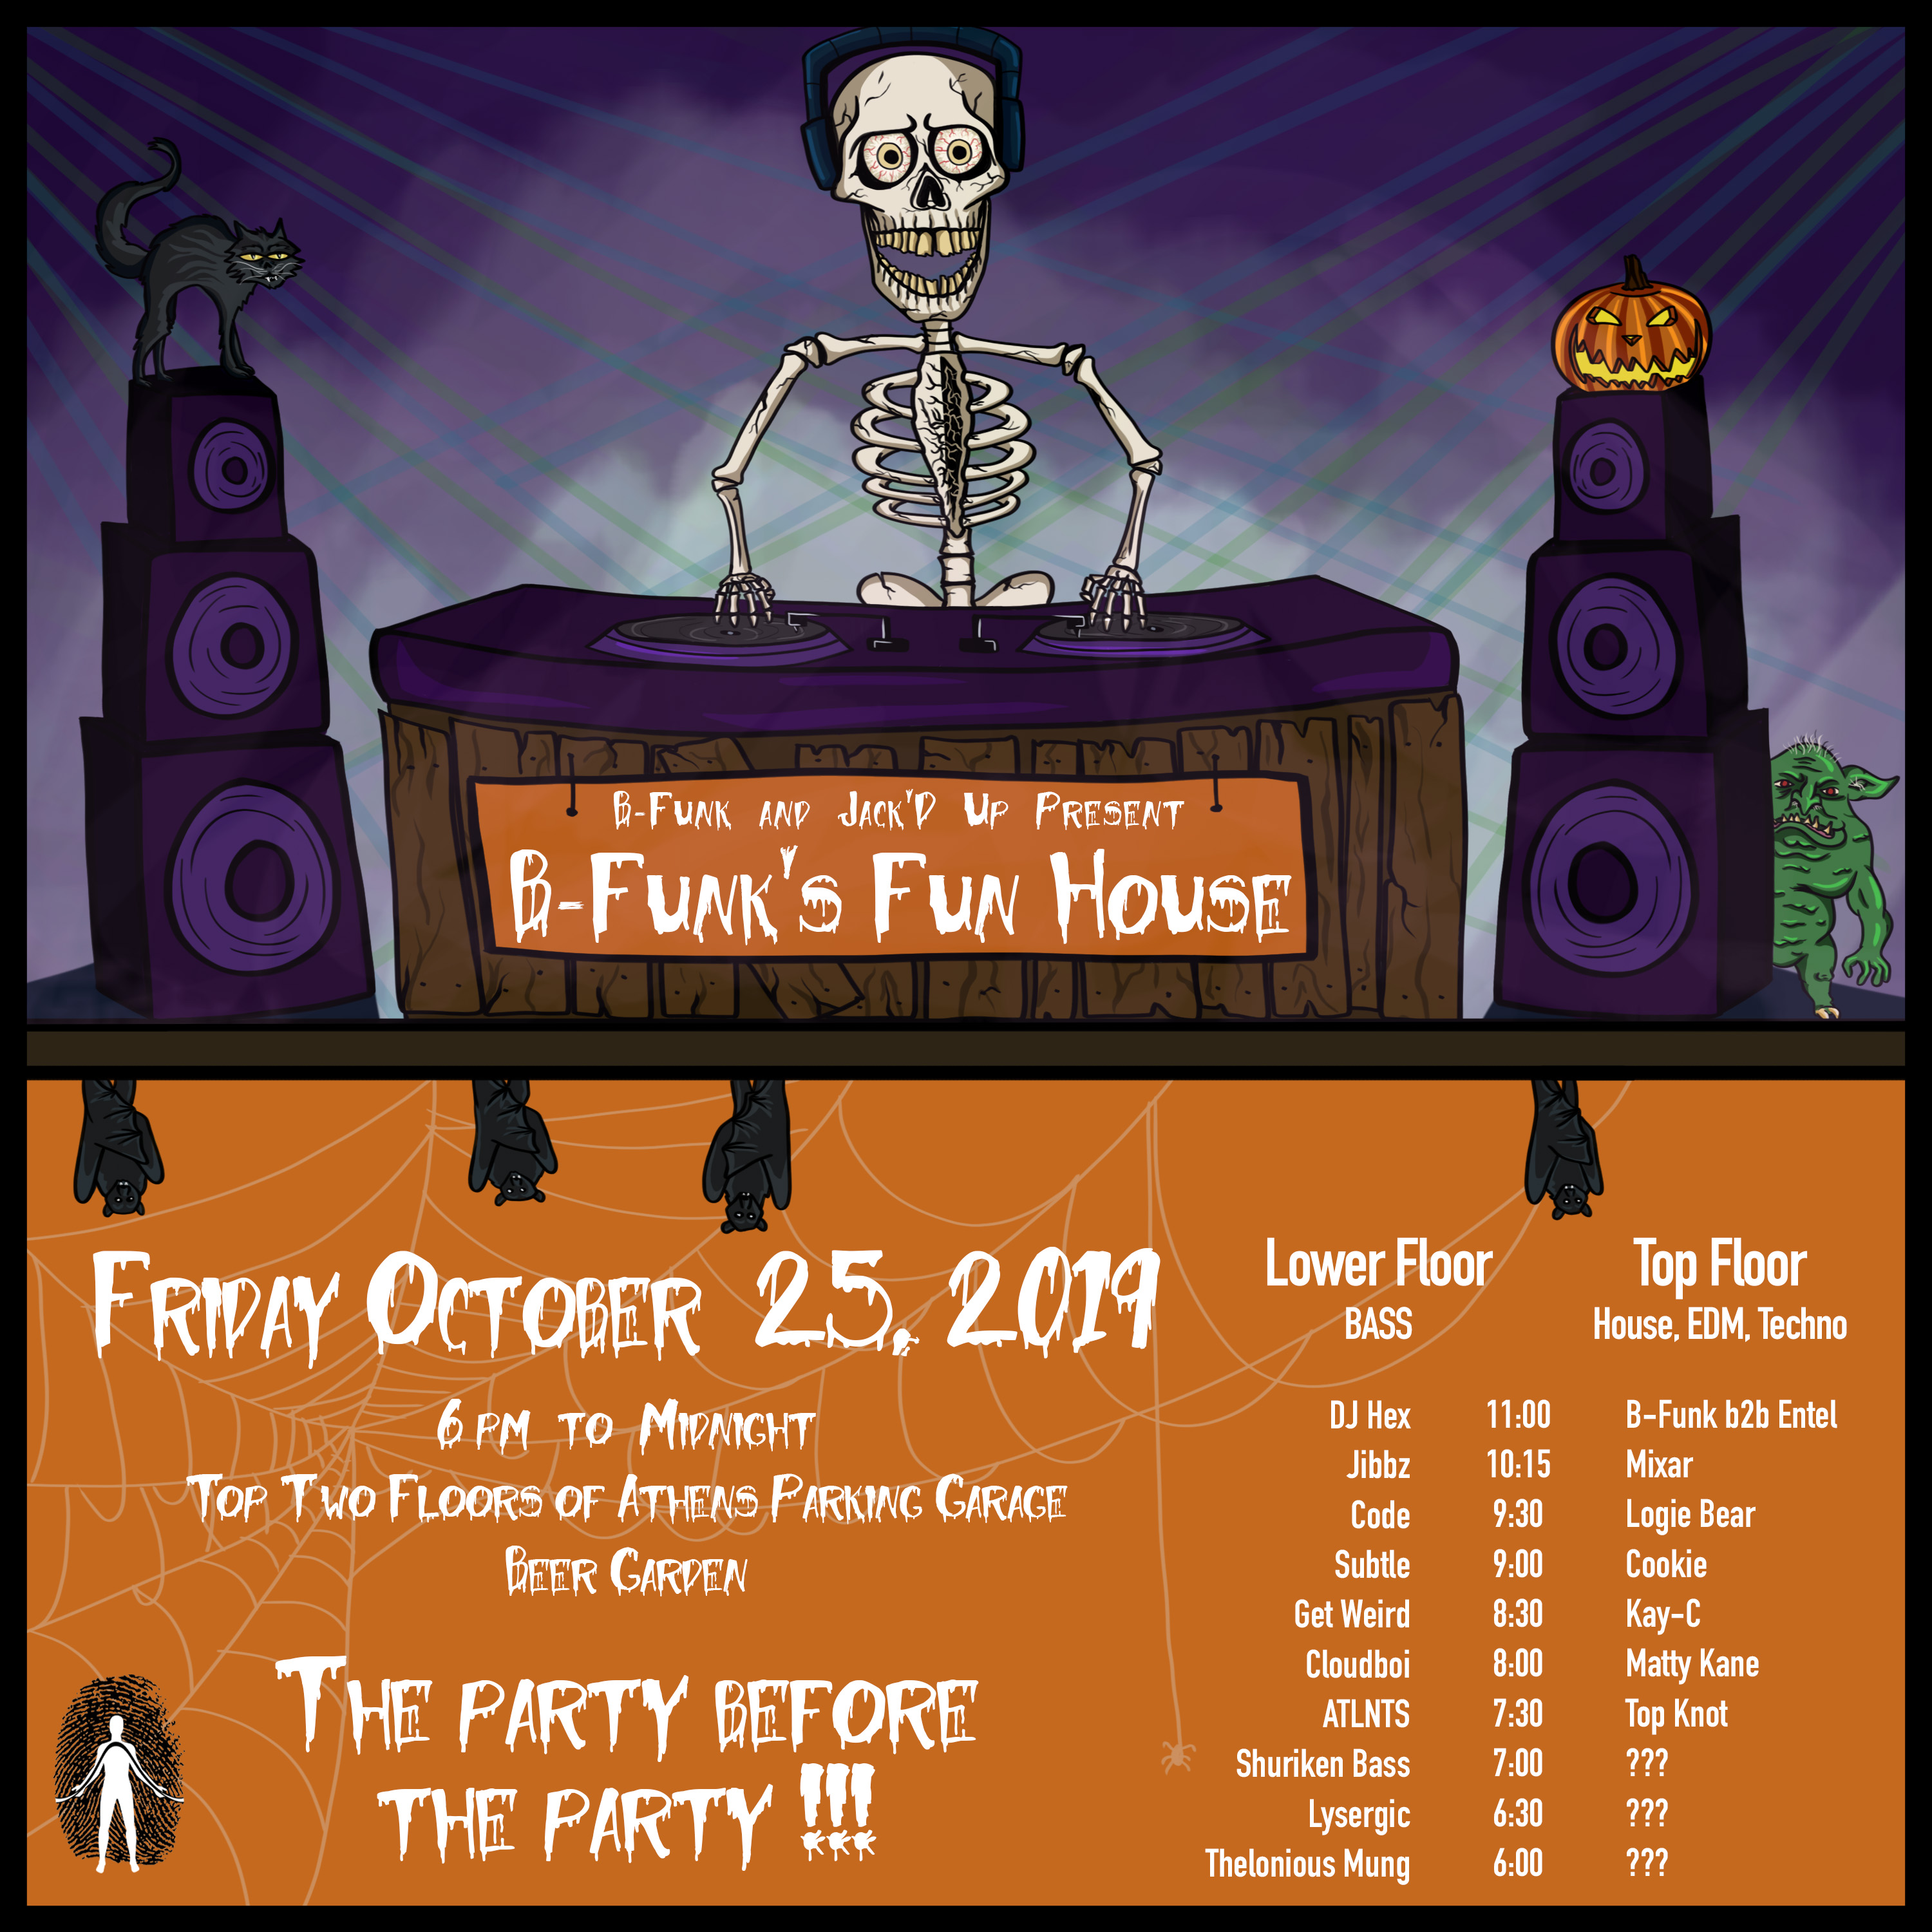 B-Funk and Jack'D Up Present
B-Funk's Fun House
Friday October 25, 2019
6 pm to Midnight
Top Two Floors of Athens Parking Garage
Beer Garden
The party before
the party !!!
Lower Floor Top Floor
BASS House, EDM, Techno
DJ Hex 11:00 B-Funk b2b Entel
Jibbz 10:15 Mixar
Code 9:30 Logie Bear
Subtle 9:00 Cookie
Get Weird 8:30 Kay-C
Cloudboi 8:00 Matty Kane
ATLNTS 7:30 Top Knot
Shuriken Bass 7:00 ???
Lysergic 6:30 ???
Thelonious Mung 6:00 ???